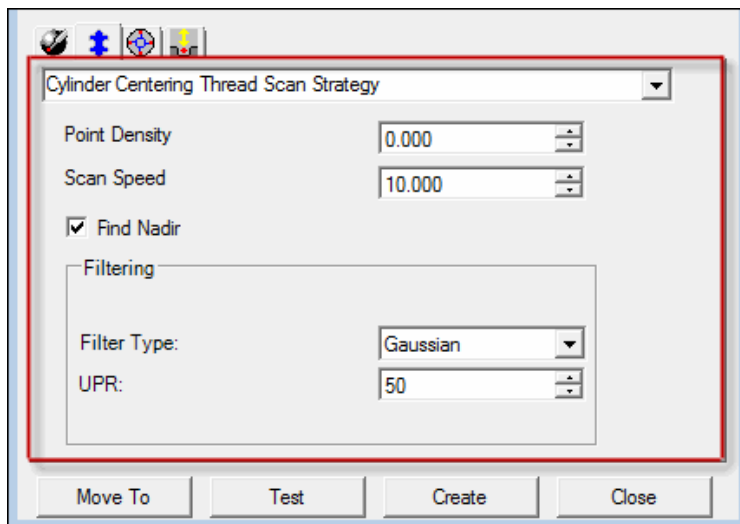 Cylinder Centering Thread Scan Strategy
Point Density 0.000
Scan Speed 10.000
Find Nadir
Filtering
Filter Type: Gaussian
UPR: 50
Move To Test Create Close